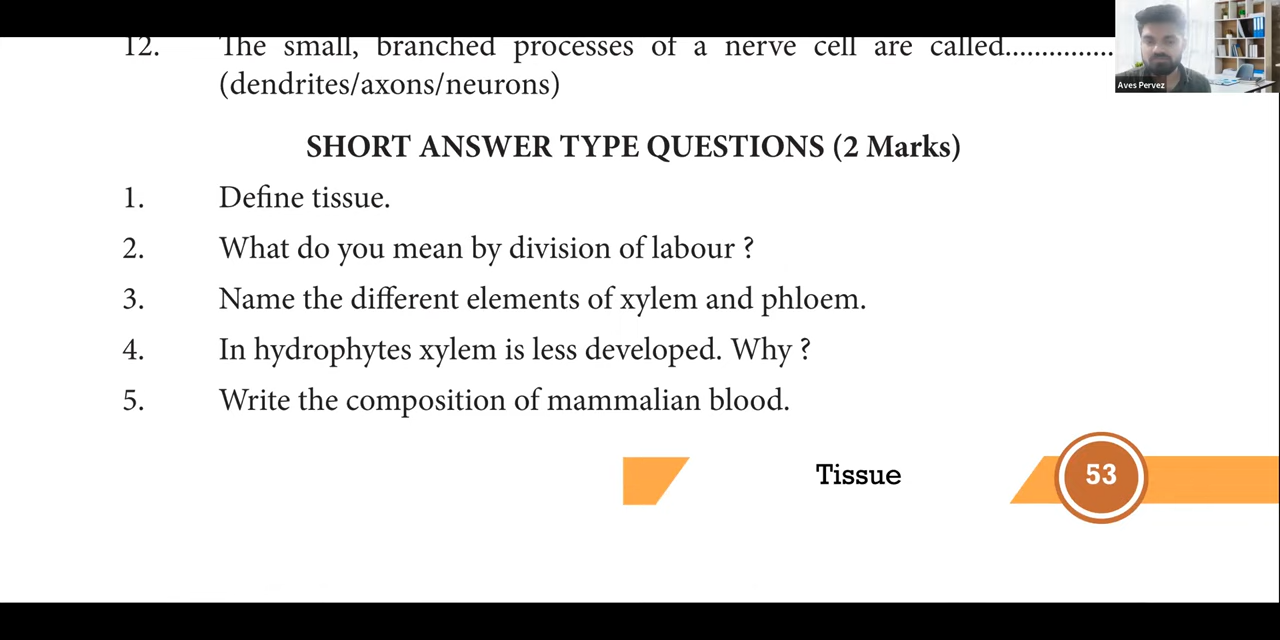 12. The small, branched processes of a nerve cell are called...............
(dendrites/axons/neurons)
Aves Pervez
SHORT ANSWER TYPE QUESTIONS (2 Marks)
1. Define tissue.
2. What do you mean by division of labour ?
3. Name the different elements of xylem and phloem.
4. In hydrophytes xylem is less developed. Why ?
5. Write the composition of mammalian blood.
Tissue 53